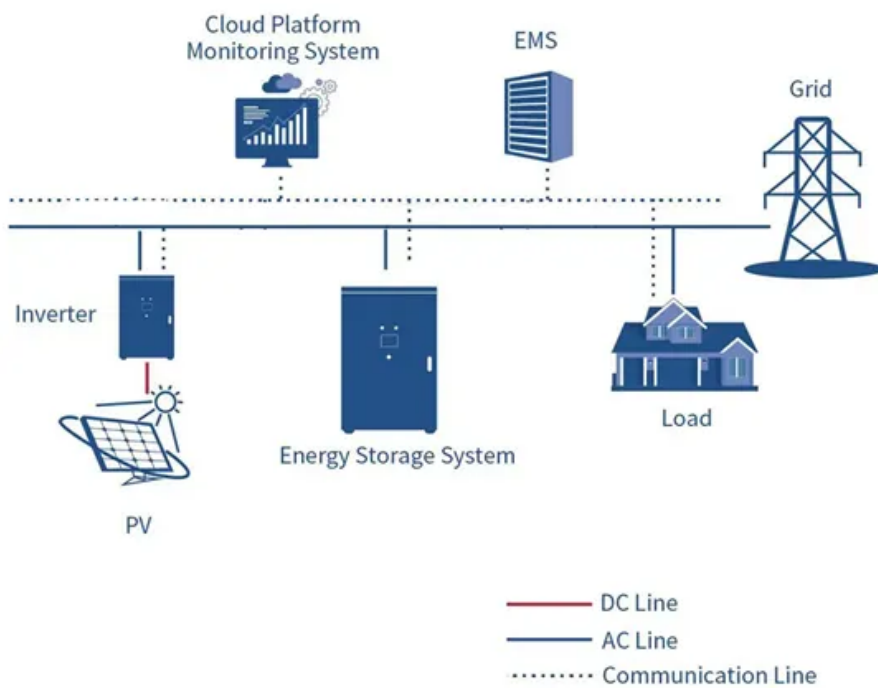 Cloud Platform
Monitoring System
EMS
Grid
Inverter
Load
Energy Storage System
PV
DC Line
AC Line
Communication Line